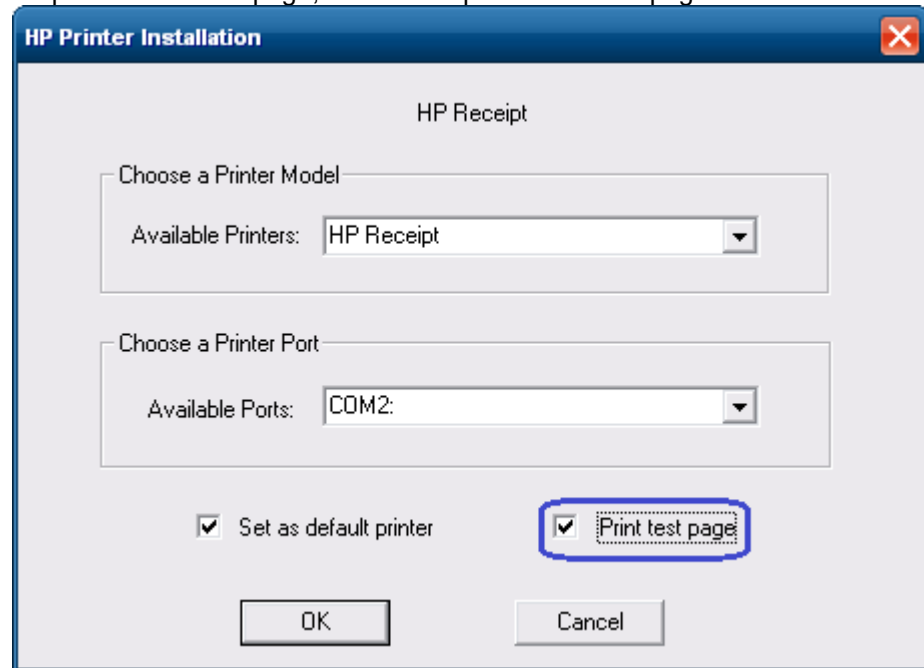 HP Printer Installation
HP Receipt
Choose a Printer Model
Available Printers: HP Receipt
Choose a Printer Port
Available Ports: COM2:
Set as default printer Print test page
OK Cancel